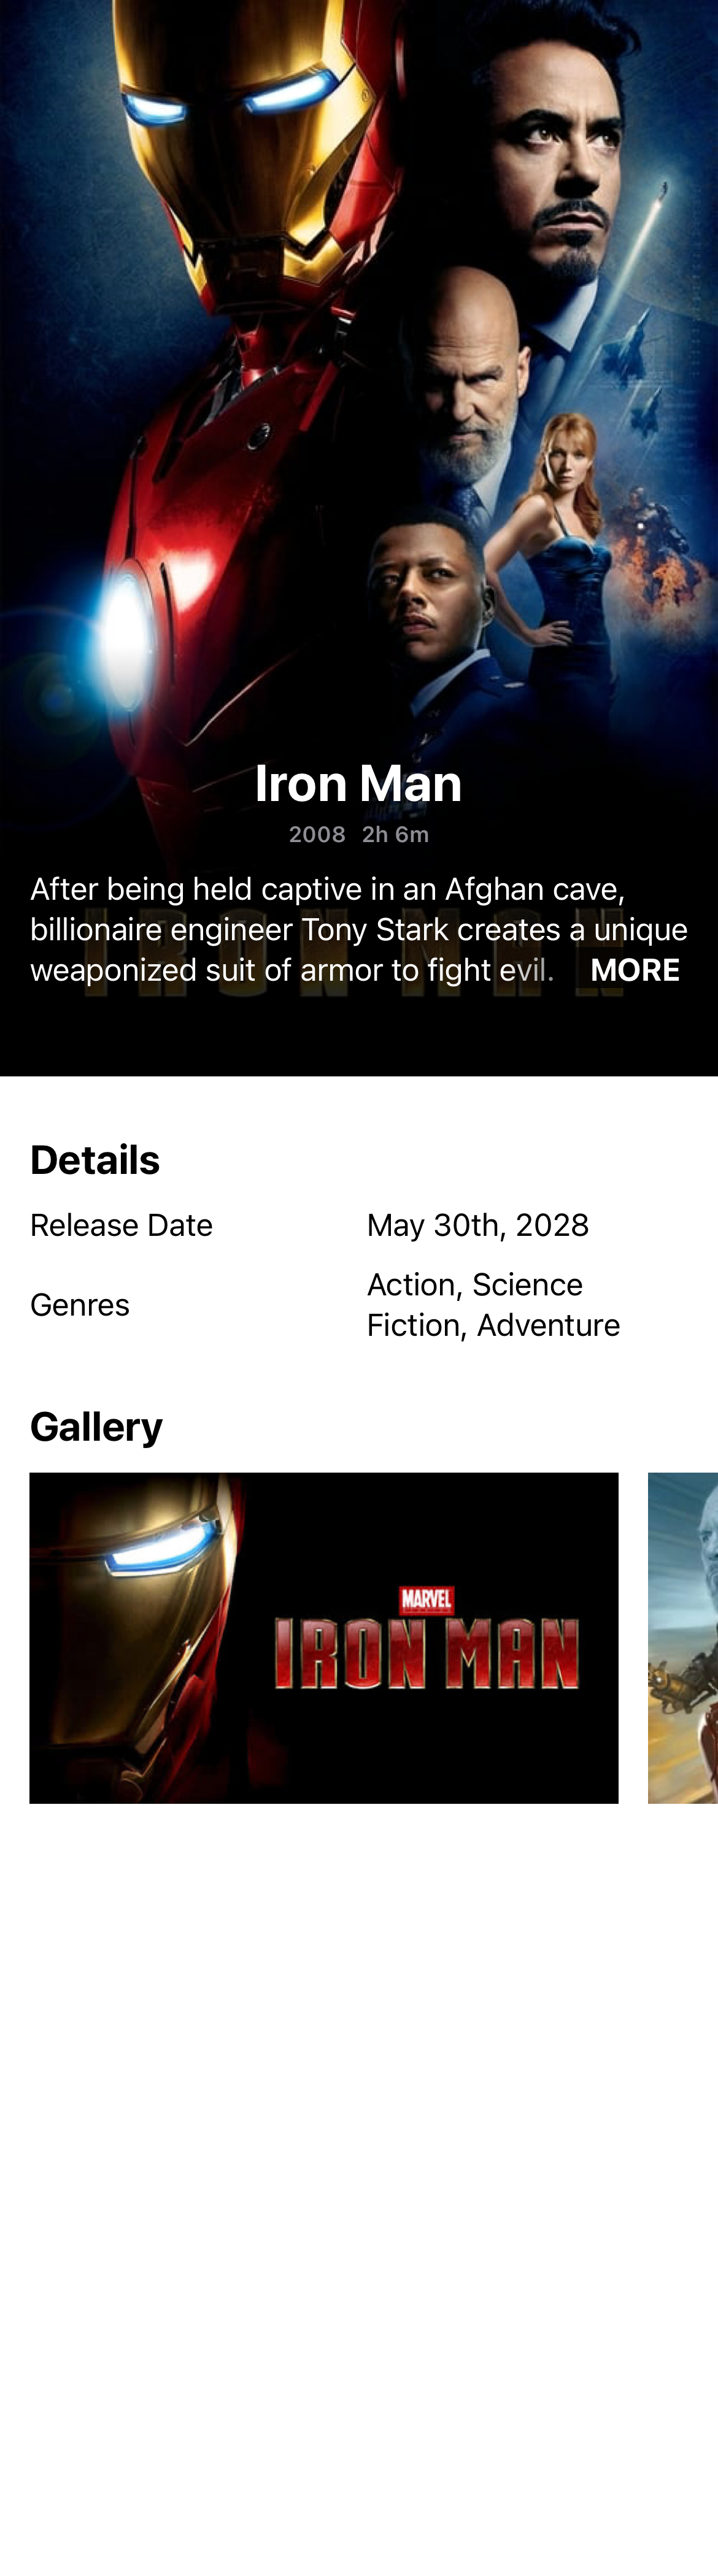 Iron Man
2008 2h 6m
After being held captive in an Afghan cave,
billionaire engineer Tony Stark creates a unique
weaponized suit of armor to fight evil. MORE
IRON MAN
Details
Release Date May 30th, 2028
Genres Action, Science
Fiction, Adventure
Gallery
MARVEL
IRON MAN